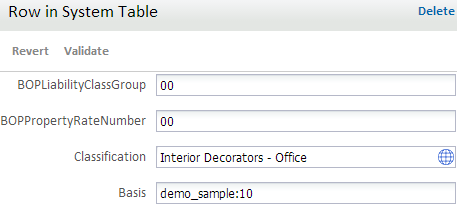 Row in System Table
Delete
Revert Validate
BOPLiabilityClassGroup 00
BOPPropertyRateNumber 00
Classification Interior Decorators - Office
Basis demo_sample:10